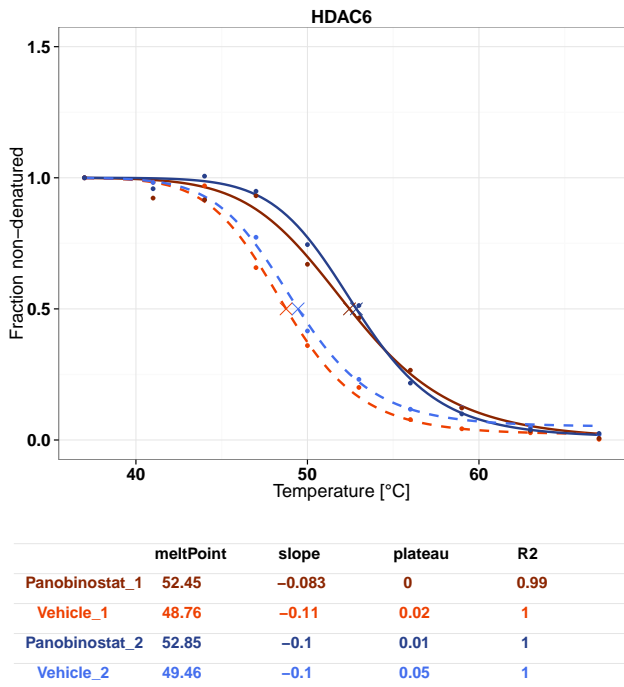 HDAC6
1.5
1.0
0.5
0.0
Fraction non−denatured
40 50 60
Temperature [°C]
meltPoint slope plateau R2
Panobinostat_1 52.45 −0.083 0 0.99
Vehicle_1 48.76 −0.11 0.02 1
Panobinostat_2 52.85 −0.1 0.01 1
Vehicle_2 49.46 −0.1 0.05 1